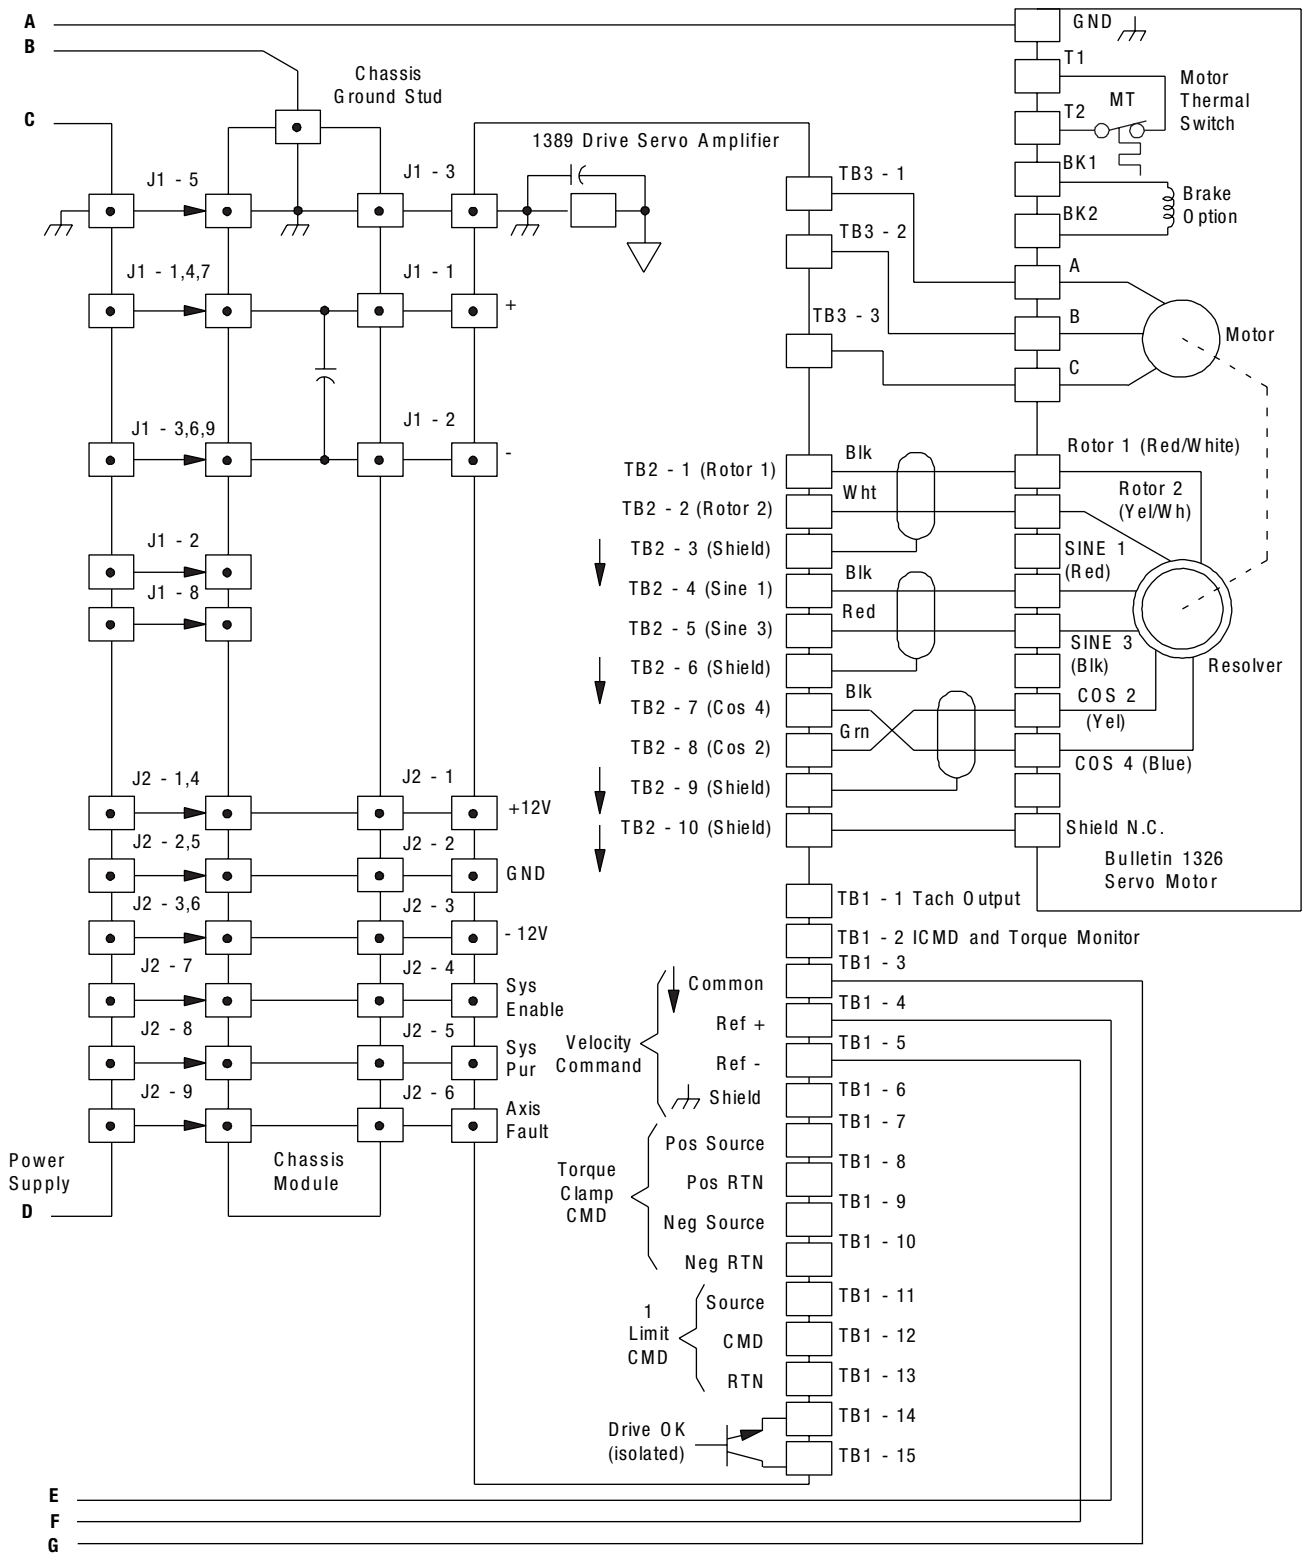 A
B
C
Chassis
Ground Stud
J1 - 5
J1 - 3
1389 Drive Servo Amplifier
J1 - 1,4,7
J1 - 1
+
J1 - 3,6,9
J1 - 2
-
J1 - 2
J1 - 8
J2 - 1,4
J2 - 1
+12V
J2 - 2,5
J2 - 2
GND
J2 - 3,6
J2 - 3
- 12V
J2 - 7
J2 - 4
Sys
Enable
J2 - 8
J2 - 5
Sys
Pur
J2 - 9
J2 - 6
Axis
Fault
Power
Supply
Chassis
Module
D
GND
T1
T2
MT
Motor
Thermal
Switch
BK1
BK2
Brake
Option
TB3 - 1
TB3 - 2
TB3 - 3
A
B
C
Motor
TB2 - 1 (Rotor 1)
Blk
Rotor 1 (Red/White)
TB2 - 2 (Rotor 2)
Wht
Rotor 2
(Yel/Wh)
TB2 - 3 (Shield)
SINE 1
(Red)
TB2 - 4 (Sine 1)
Blk
TB2 - 5 (Sine 3)
Red
SINE 3
(Blk)
Resolver
TB2 - 6 (Shield)
TB2 - 7 (Cos 4)
Blk
COS 2
(Yel)
TB2 - 8 (Cos 2)
Grn
COS 4 (Blue)
TB2 - 9 (Shield)
TB2 - 10 (Shield)
Shield N.C.
Bulletin 1326
Servo Motor
TB1 - 1 Tach Output
TB1 - 2 ICMD and Torque Monitor
TB1 - 3
Common
TB1 - 4
Ref +
TB1 - 5
Ref -
Velocity
Command
TB1 - 6
Shield
TB1 - 7
Pos Source
TB1 - 8
Pos RTN
Torque
Clamp
CMD
TB1 - 9
Neg Source
TB1 - 10
Neg RTN
TB1 - 11
Source
1
Limit
CMD
TB1 - 12
CMD
TB1 - 13
RTN
TB1 - 14
Drive OK
(isolated)
TB1 - 15
E
F
G